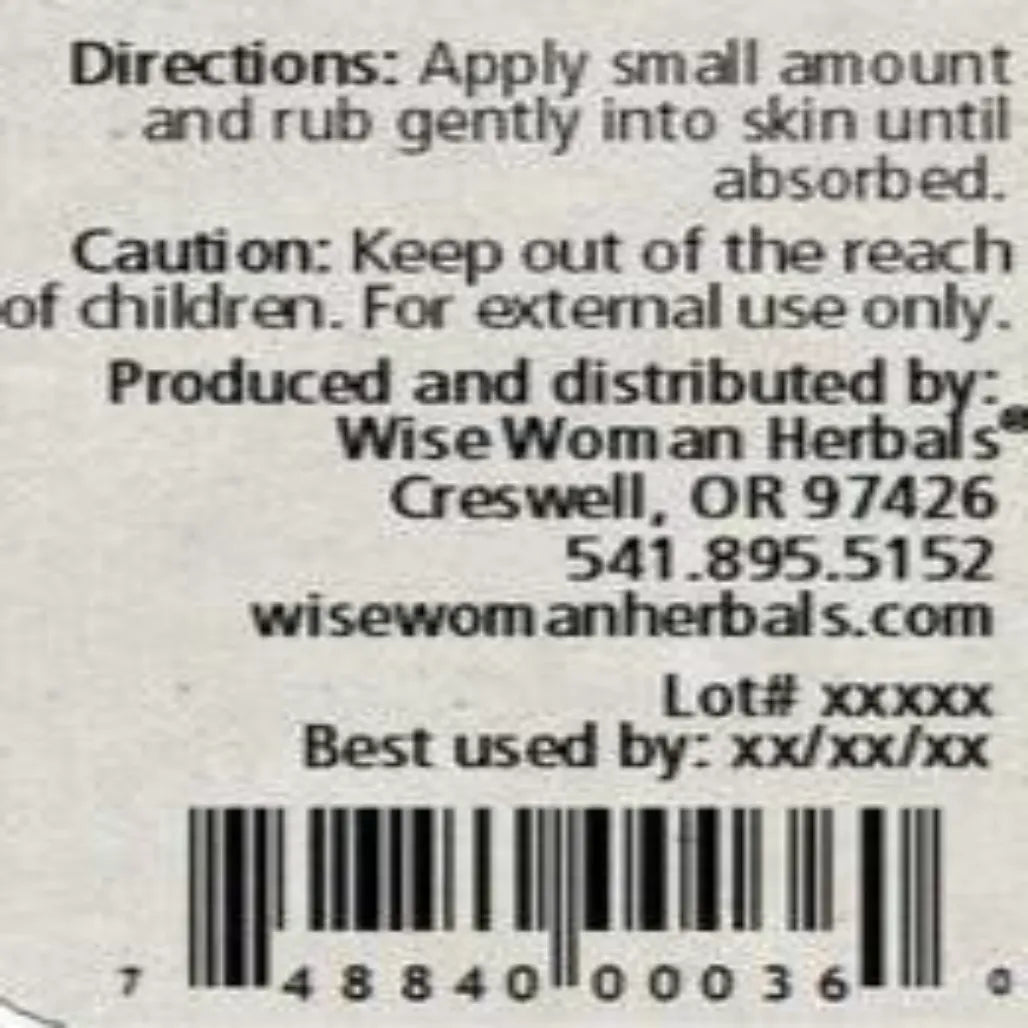 Directions: Apply small amount
and rub gently into skin until
absorbed.
Caution: Keep out of the reach
of children. For external use only.
Produced and distributed by:
Wise Woman Herbals®
Creswell, OR 97426
541.895.5152
wisewomanherbals.com
Lot# xxxxx
Best used by: xx/xx/xx
7 48840 00036 0